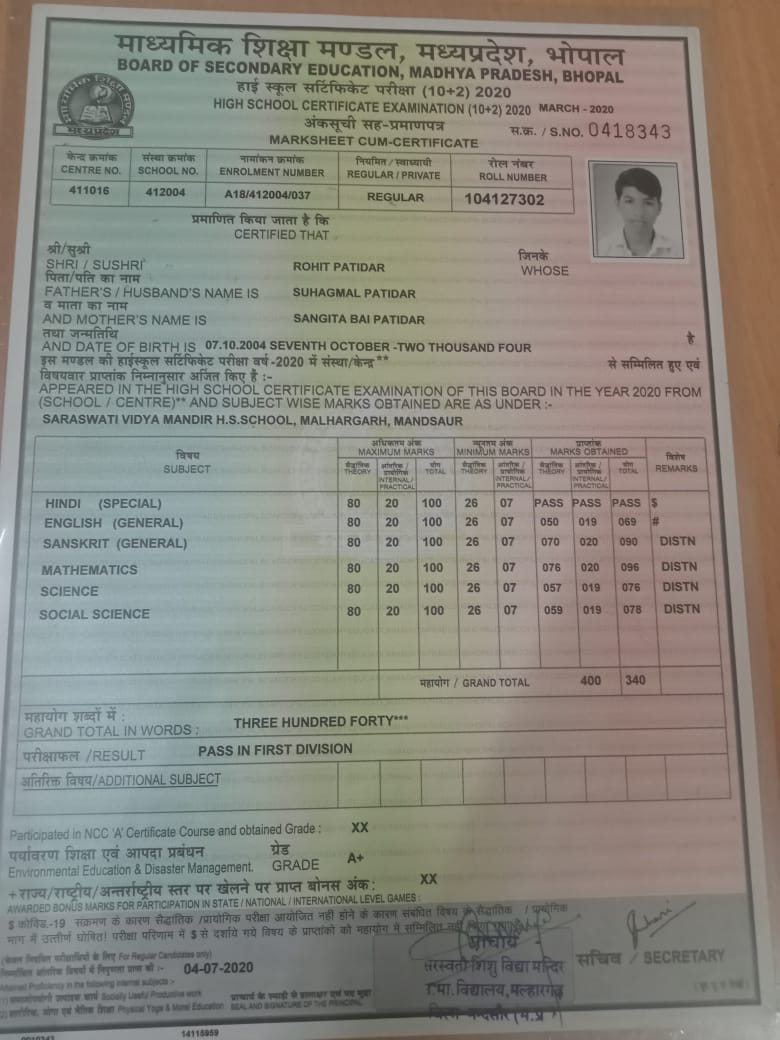 माध्यमिक शिक्षा मण्डल, मध्यप्रदेश, भोपाल
BOARD OF SECONDARY EDUCATION, MADHYA PRADESH, BHOPAL
हाई स्कूल सर्टिफिकेट परीक्षा (10+2) 2020
HIGH SCHOOL CERTIFICATE EXAMINATION (10+2) 2020 MARCH - 2020
अंकसूची सह-प्रमाणपत्र स.क्र. / S.NO. 0418343
MARKSHEET CUM-CERTIFICATE
मध्यप्रदेश
केन्द्र क्रमांक संस्था क्रमांक नामांकन क्रमांक नियमित / स्वाध्यायी रोल नंबर
CENTRE NO. SCHOOL NO. ENROLMENT NUMBER REGULAR / PRIVATE ROLL NUMBER
411016 412004 A18/412004/037 REGULAR 104127302
प्रमाणित किया जाता है कि
CERTIFIED THAT
श्री/सुश्री जिनके
SHRI / SUSHRI ROHIT PATIDAR WHOSE
पिता/पति का नाम
FATHER'S / HUSBAND'S NAME IS SUHAGMAL PATIDAR
व माता का नाम
AND MOTHER'S NAME IS SANGITA BAI PATIDAR
तथा जन्मतिथि है
AND DATE OF BIRTH IS 07.10.2004 SEVENTH OCTOBER -TWO THOUSAND FOUR
इस मण्डल की हाईस्कूल सर्टिफिकेट परीक्षा वर्ष-2020 में संस्था/केन्द्र** से सम्मिलित हुए एवं
विषयवार प्राप्तांक निम्नानुसार अर्जित किए है :-
APPEARED IN THE HIGH SCHOOL CERTIFICATE EXAMINATION OF THIS BOARD IN THE YEAR 2020 FROM
(SCHOOL / CENTRE)** AND SUBJECT WISE MARKS OBTAINED ARE AS UNDER :-
SARASWATI VIDYA MANDIR H.S.SCHOOL, MALHARGARH, MANDSAUR
विषय अधिकतम अंक न्यूनतम अंक प्राप्तांक विशेष
SUBJECT MAXIMUM MARKS MINIMUM MARKS MARKS OBTAINED REMARKS
सैद्धांतिक आंतरिक / प्रायोगिक योग सैद्धांतिक आंतरिक / प्रायोगिक सैद्धांतिक आंतरिक / प्रायोगिक योग
THEORY INTERNAL/ PRACTICAL TOTAL THEORY INTERNAL/ PRACTICAL THEORY INTERNAL/ PRACTICAL TOTAL
HINDI (SPECIAL) 80 20 100 26 07 PASS PASS PASS $
ENGLISH (GENERAL) 80 20 100 26 07 050 019 069 #
SANSKRIT (GENERAL) 80 20 100 26 07 070 020 090 DISTN
MATHEMATICS 80 20 100 26 07 076 020 096 DISTN
SCIENCE 80 20 100 26 07 057 019 076 DISTN
SOCIAL SCIENCE 80 20 100 26 07 059 019 078 DISTN
महायोग / GRAND TOTAL 400 340
महायोग शब्दों में :
GRAND TOTAL IN WORDS : THREE HUNDRED FORTY***
परीक्षाफल /RESULT PASS IN FIRST DIVISION
अतिरिक्त विषय/ADDITIONAL SUBJECT
Participated in NCC 'A' Certificate Course and obtained Grade : XX
पर्यावरण शिक्षा एवं आपदा प्रबंधन ग्रेड
Environmental Education & Disaster Management. GRADE A+
+राज्य/राष्ट्रीय/अन्तर्राष्ट्रीय स्तर पर खेलने पर प्राप्त बोनस अंक : XX
AWARDED BONUS MARKS FOR PARTICIPATION IN STATE / NATIONAL / INTERNATIONAL LEVEL GAMES :
$ कोविड.-19 सक्रमण के कारण सैद्धांतिक /प्रायोगिक परीक्षा आयोजित नहीं होने के कारण संबंधित विषय के सैद्धांतिक / प्रायोगिक
भाग में उत्तीर्ण घोषित! परीक्षा परिणाम में $ से दर्शाये गये विषय के प्राप्तांको को महायोग में सम्मिलित नहीं किया
प्राचार्य
सचिव / SECRETARY
(केवल नियमित परीक्षार्थियों के लिए For Regular Candidates only)
सरस्वती शिशु विद्या मन्दिर
04-07-2020
Attained Proficiency in the following internal subjects :-
Socially Useful Productive work
उ.मा.विद्यालय, मल्हारगढ़
Physical Yoga & Moral Education
SEAL AND SIGNATURE OF THE PRINCIPAL
जिला मन्दसौर (म.प्र.)
14115959